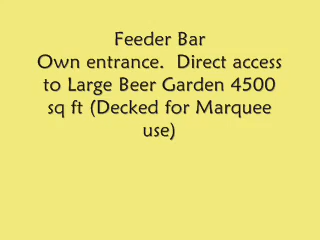 Feeder Bar
Own entrance.  Direct access
to Large Beer Garden 4500
sq ft (Decked for Marquee
use)